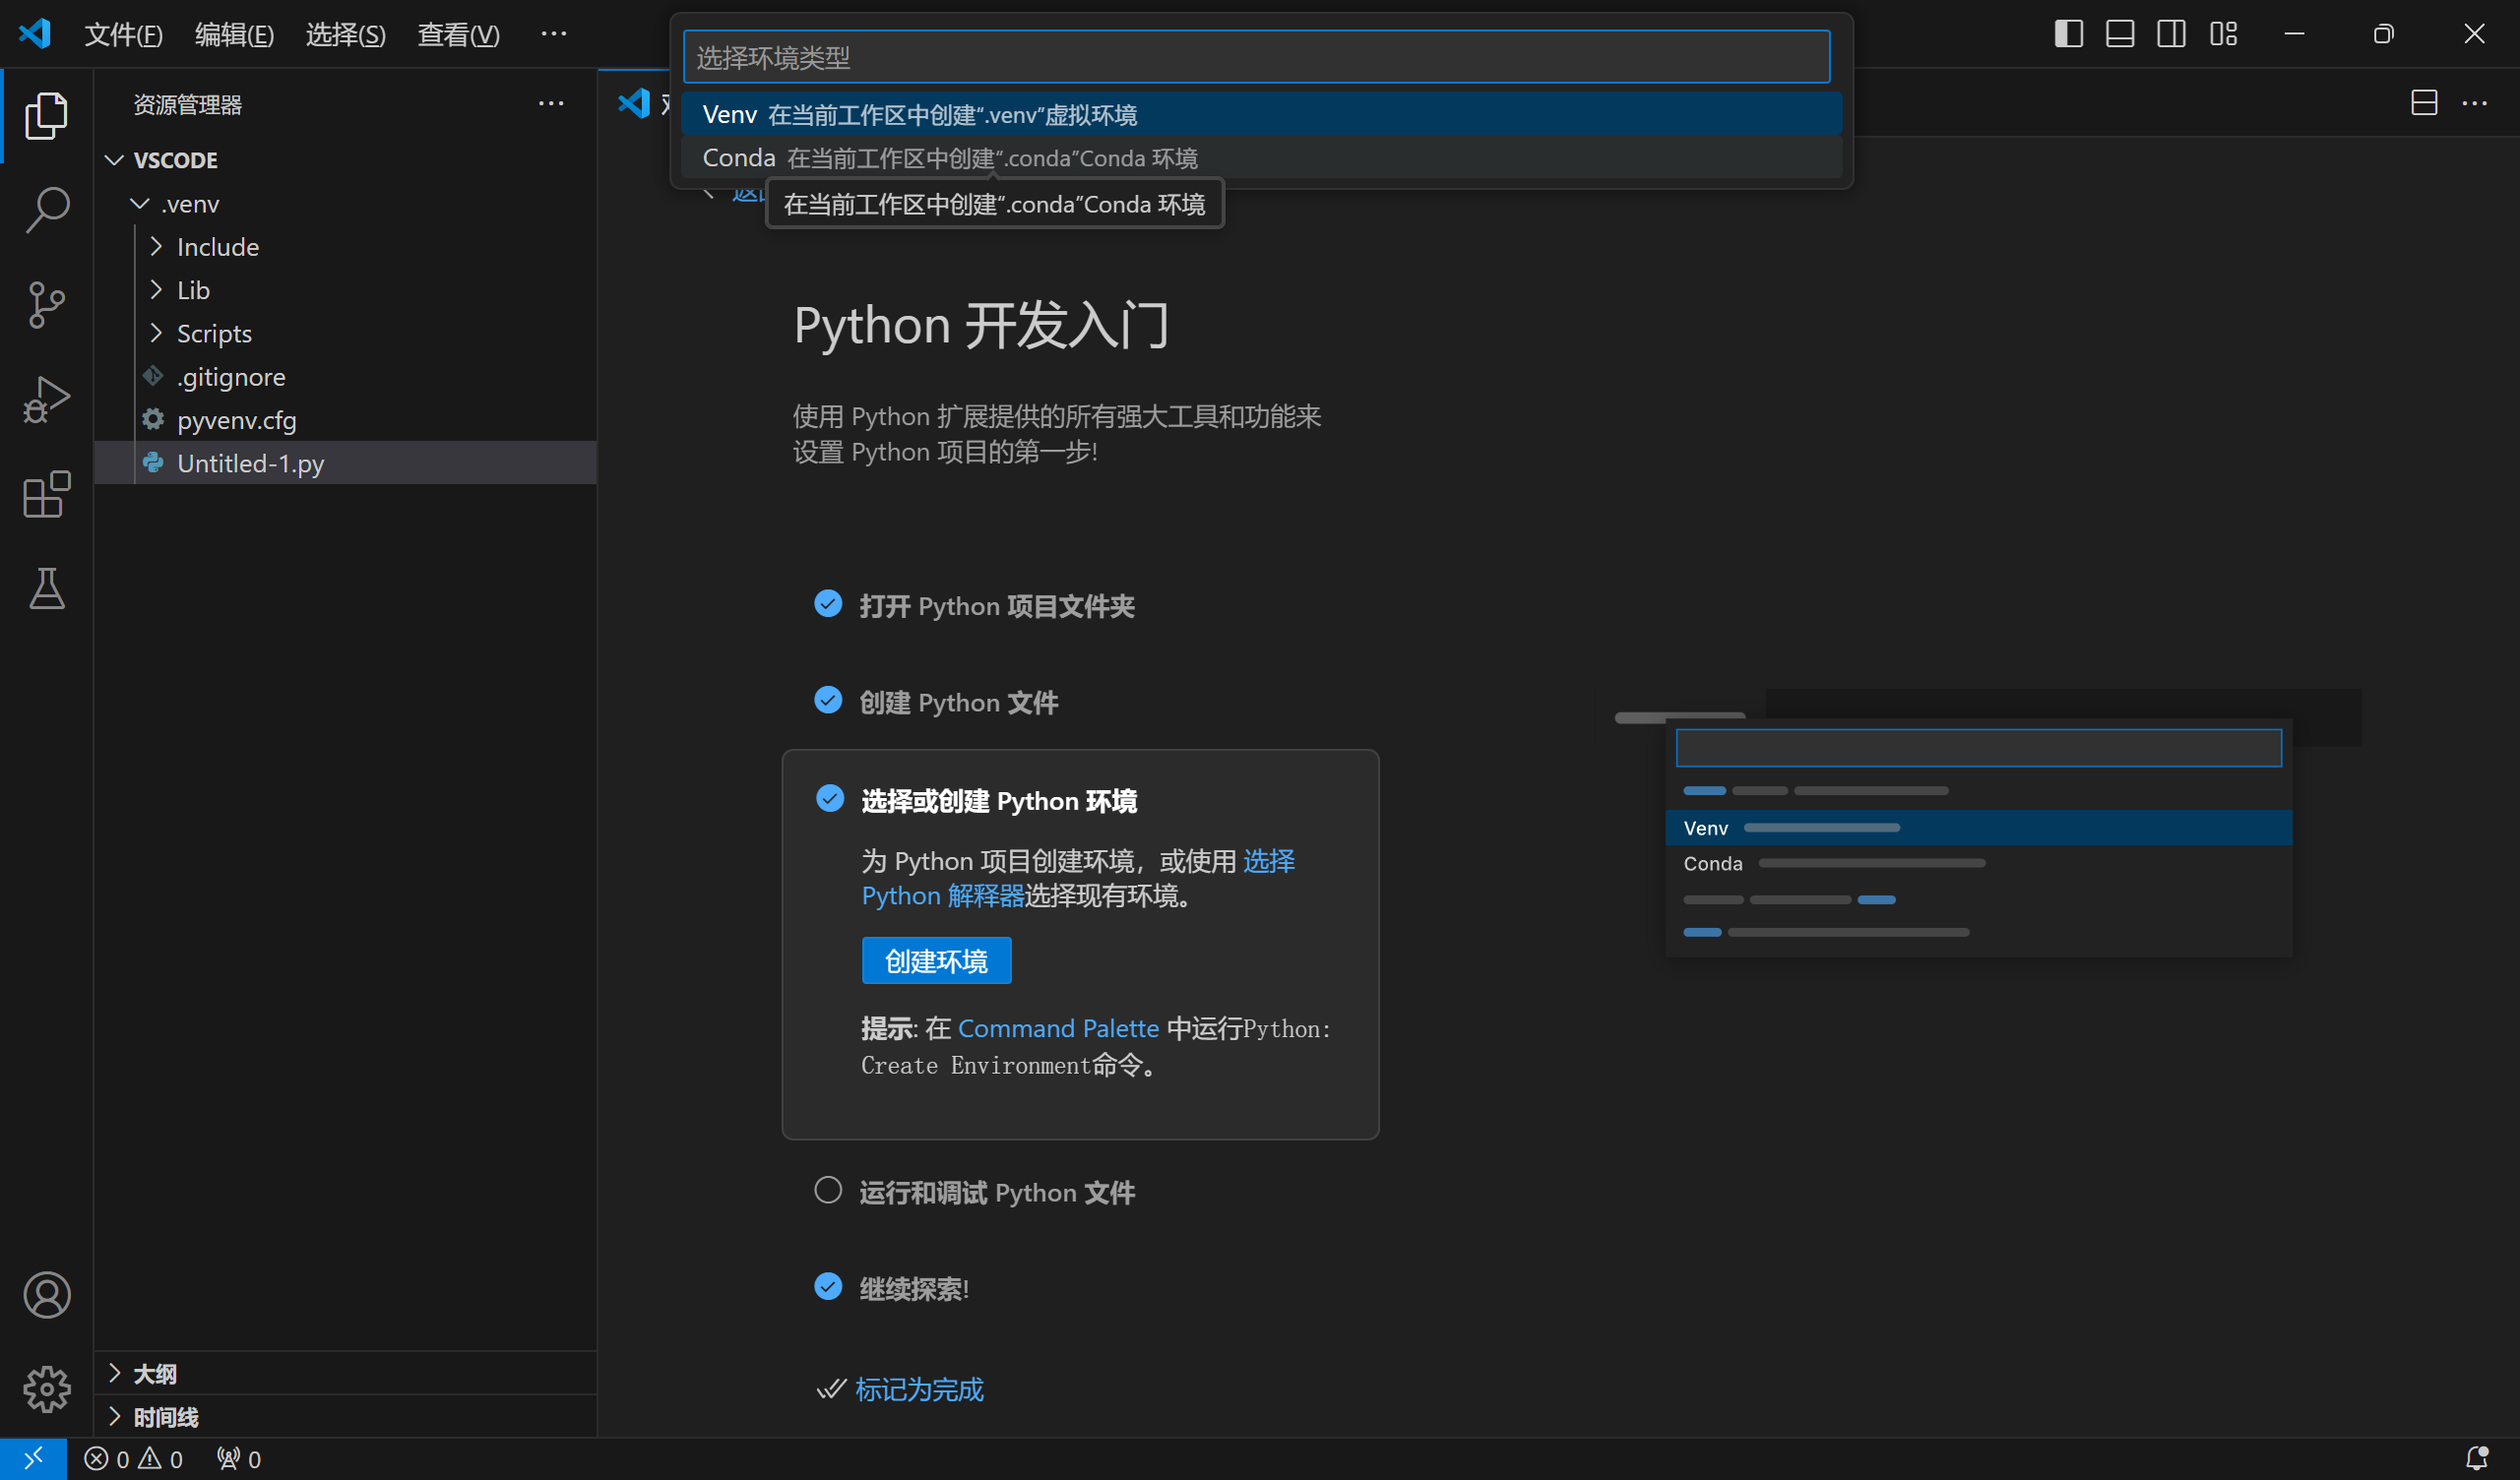 文件(F) 编辑(E) 选择(S) 查看(V) ···
选择环境类型
Venv 在当前工作区中创建“.venv”虚拟环境
Conda 在当前工作区中创建“.conda”Conda 环境
在当前工作区中创建“.conda”Conda 环境
资源管理器
VSCODE
.venv
Include
Lib
Scripts
.gitignore
pyvenv.cfg
Untitled-1.py
大纲
时间线
Python 开发入门
使用 Python 扩展提供的所有强大工具和功能来
设置 Python 项目的第一步!
打开 Python 项目文件夹
创建 Python 文件
选择或创建 Python 环境
为 Python 项目创建环境，或使用 选择
Python 解释器选择现有环境。
创建环境
提示: 在 Command Palette 中运行Python:
Create Environment命令。
运行和调试 Python 文件
继续探索!
标记为完成
Venv
Conda
0 0 0